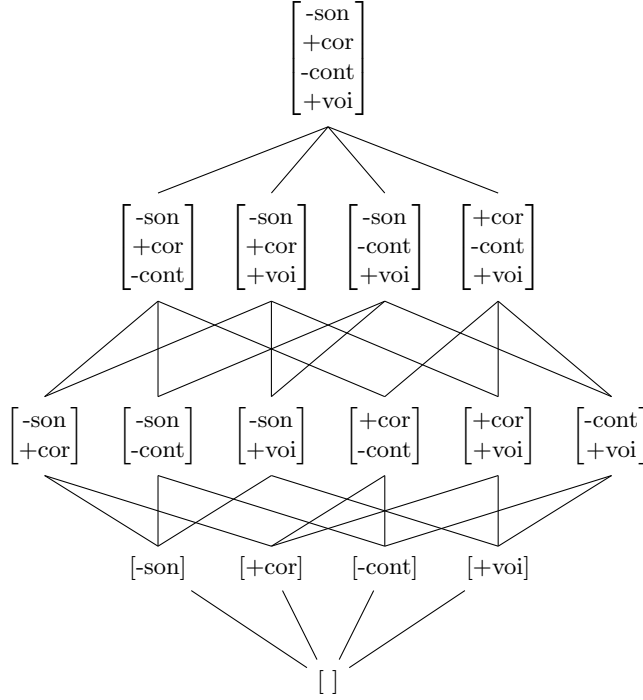 [-son
+cor
-cont
+voi]
[-son +cor -cont] [-son +cor +voi] [-son -cont +voi] [+cor -cont +voi]
[-son +cor] [-son -cont] [-son +voi] [+cor -cont] [+cor +voi] [-cont +voi]
[-son] [+cor] [-cont] [+voi]
[ ]